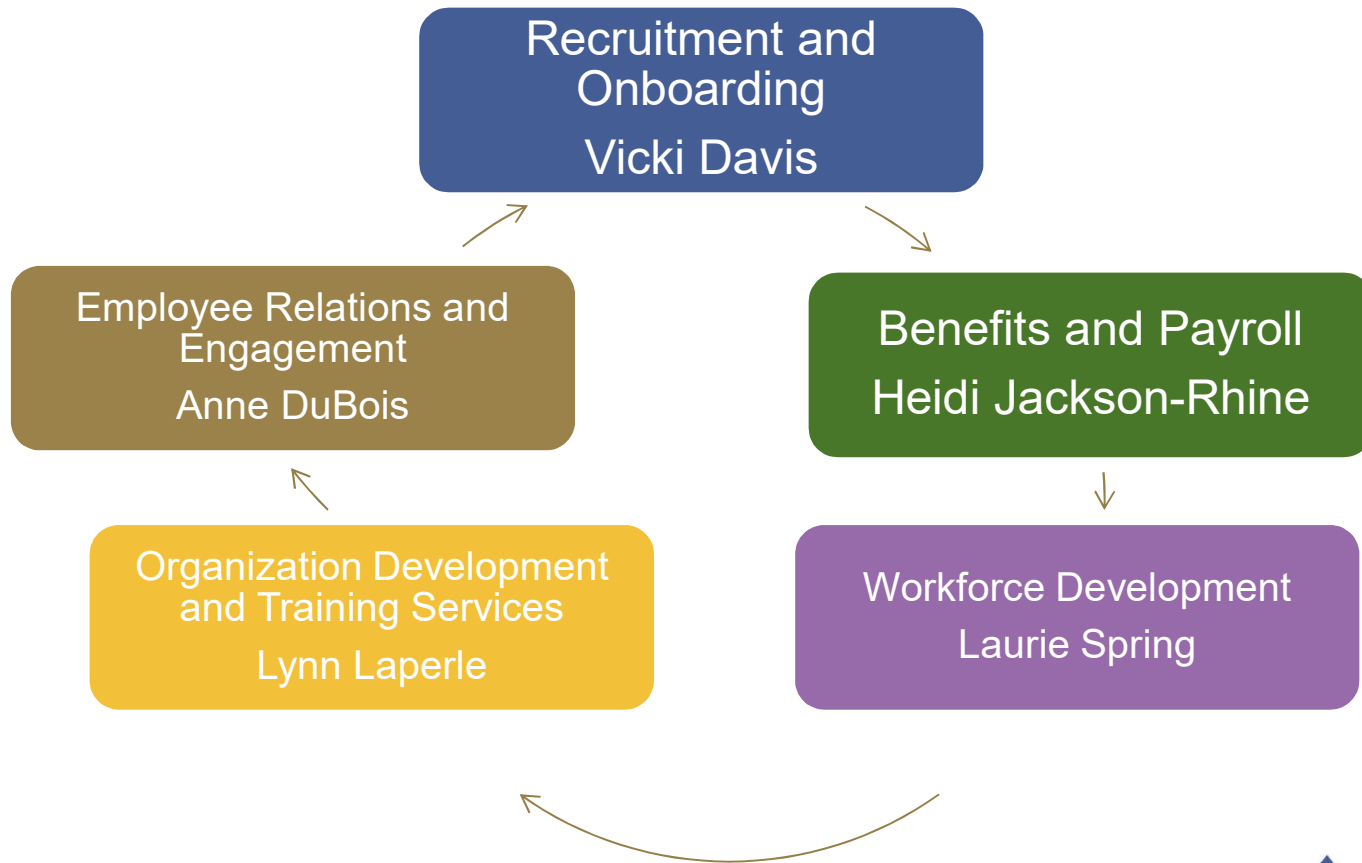 Recruitment and
Onboarding
Vicki Davis
Employee Relations and
Engagement
Anne DuBois
Benefits and Payroll
Heidi Jackson-Rhine
Organization Development
and Training Services
Lynn Laperle
Workforce Development
Laurie Spring